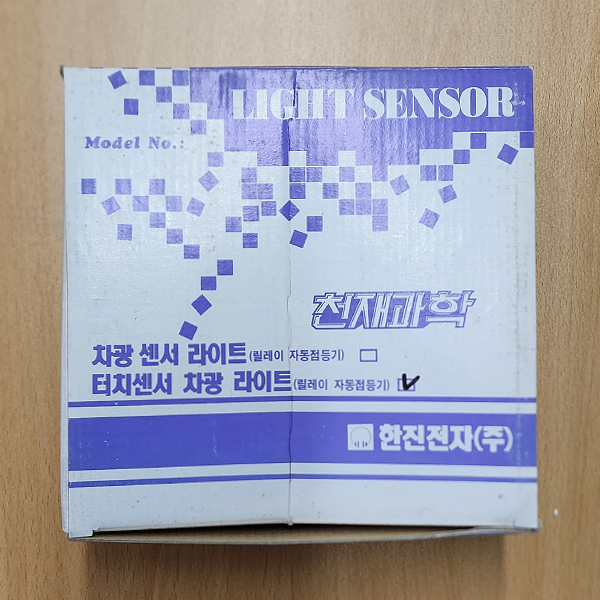 LIGHT SENSOR
Model No.:
천재과학
차광 센서 라이트(릴레이 자동점등기)
터치센서 차광 라이트(릴레이 자동점등기)
한진전자(주)